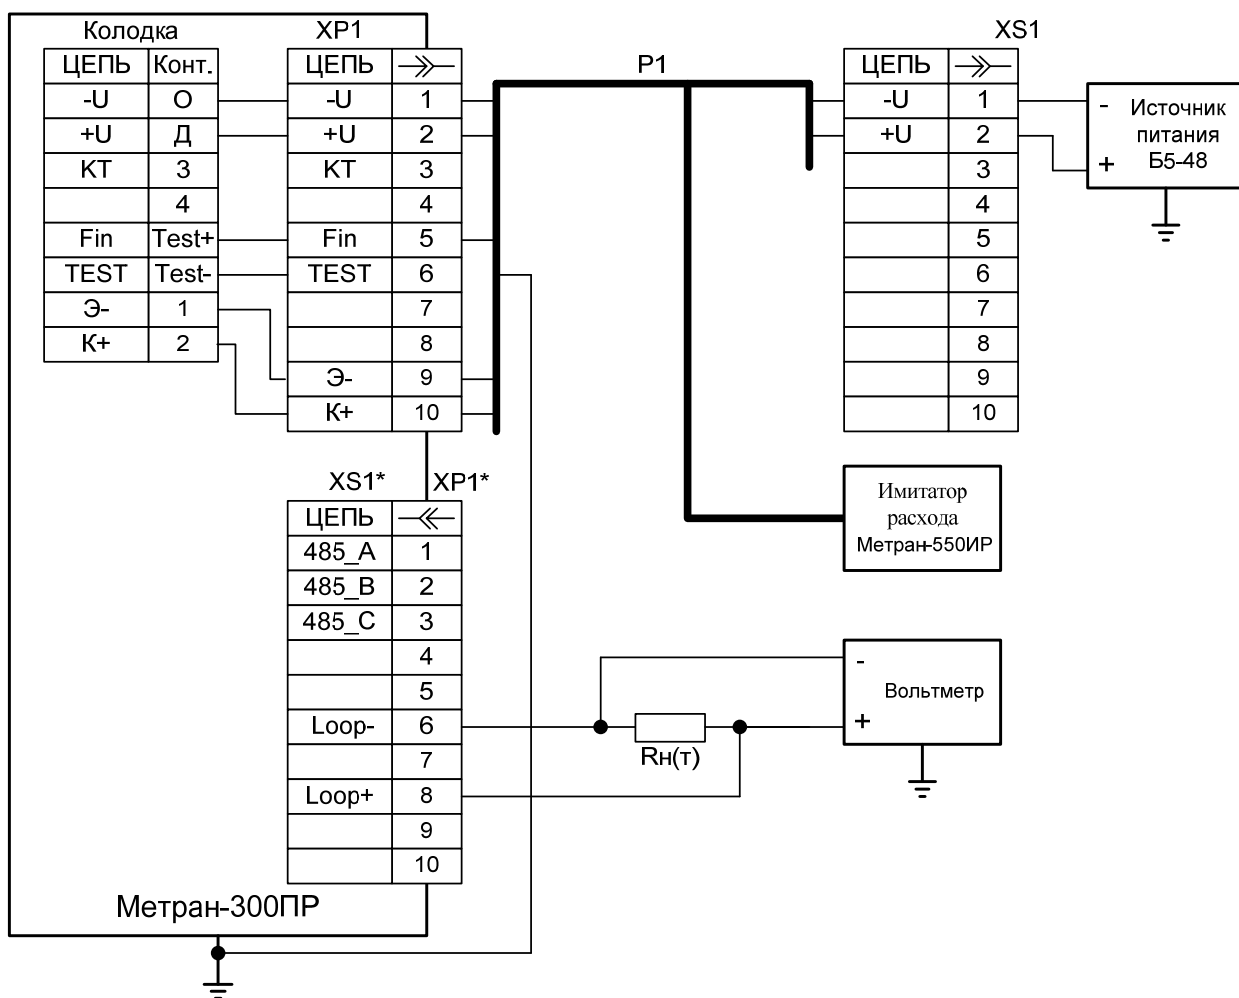 Колодка
ЦЕПЬ Конт.
-U О
+U Д
КТ 3
4
Fin Test+
TEST Test-
Э- 1
К+ 2
XP1
ЦЕПЬ
-U 1
+U 2
КТ 3
4
Fin 5
TEST 6
7
8
Э- 9
К+ 10
P1
XS1
ЦЕПЬ
-U 1
+U 2
3
4
5
6
7
8
9
10
- Источник
питания
+ Б5-48
XS1* XP1*
ЦЕПЬ
485_A 1
485_B 2
485_C 3
4
5
Loop- 6
7
Loop+ 8
9
10
Имитатор
расхода
Метран-550ИР
-
Вольтметр
+
Rн(т)
Метран-300ПР